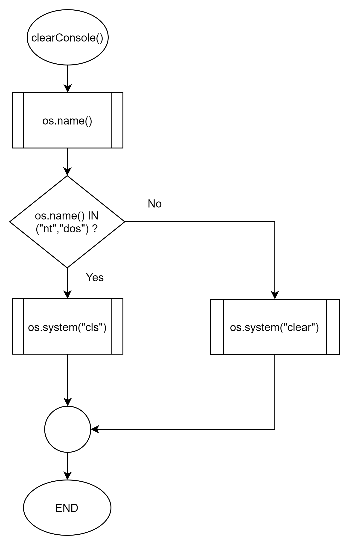 clearConsole()
os.name()
os.name() IN
("nt","dos") ?
No
Yes
os.system("cls")
os.system("clear")
END